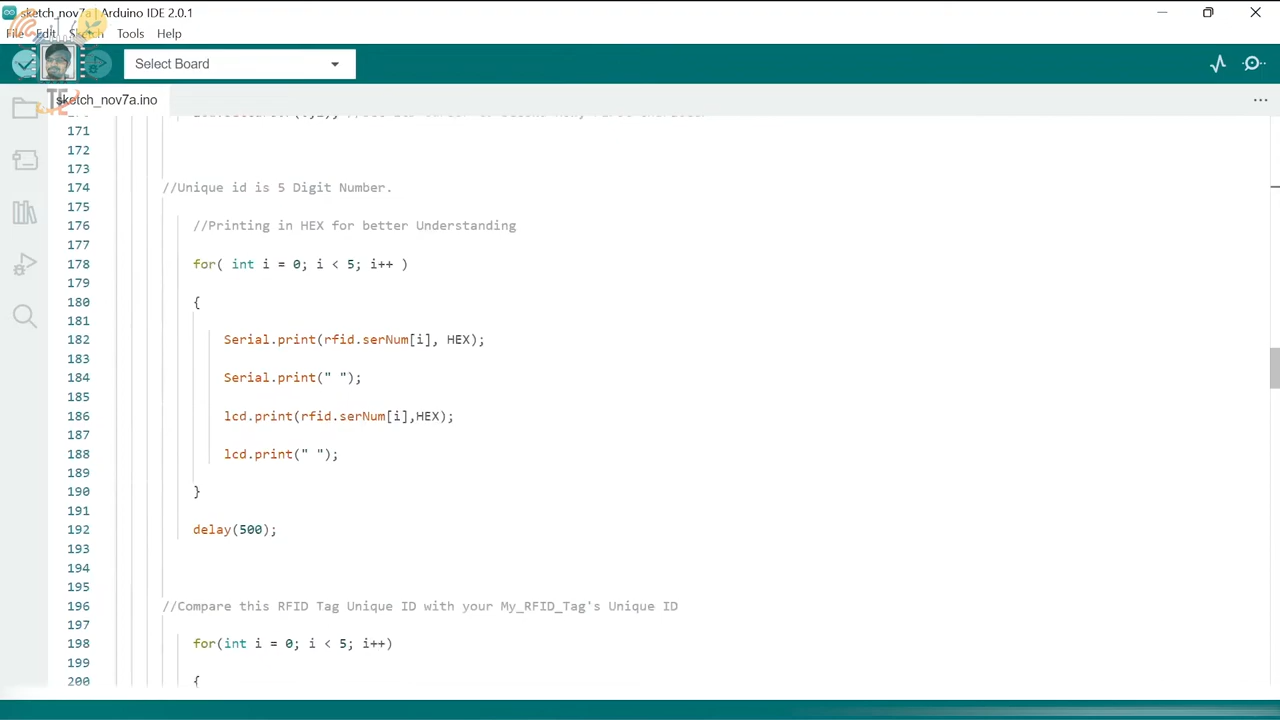 sketch_nov7a | Arduino IDE 2.0.1
File Edit Sketch Tools Help
Select Board
sketch_nov7a.ino
171
172
173
174 //Unique id is 5 Digit Number.
175
176 //Printing in HEX for better Understanding
177
178 for( int i = 0; i < 5; i++ )
179
180 {
181
182 Serial.print(rfid.serNum[i], HEX);
183
184 Serial.print(" ");
185
186 lcd.print(rfid.serNum[i],HEX);
187
188 lcd.print(" ");
189
190 }
191
192 delay(500);
193
194
195
196 //Compare this RFID Tag Unique ID with your My_RFID_Tag's Unique ID
197
198 for(int i = 0; i < 5; i++)
199
200 {